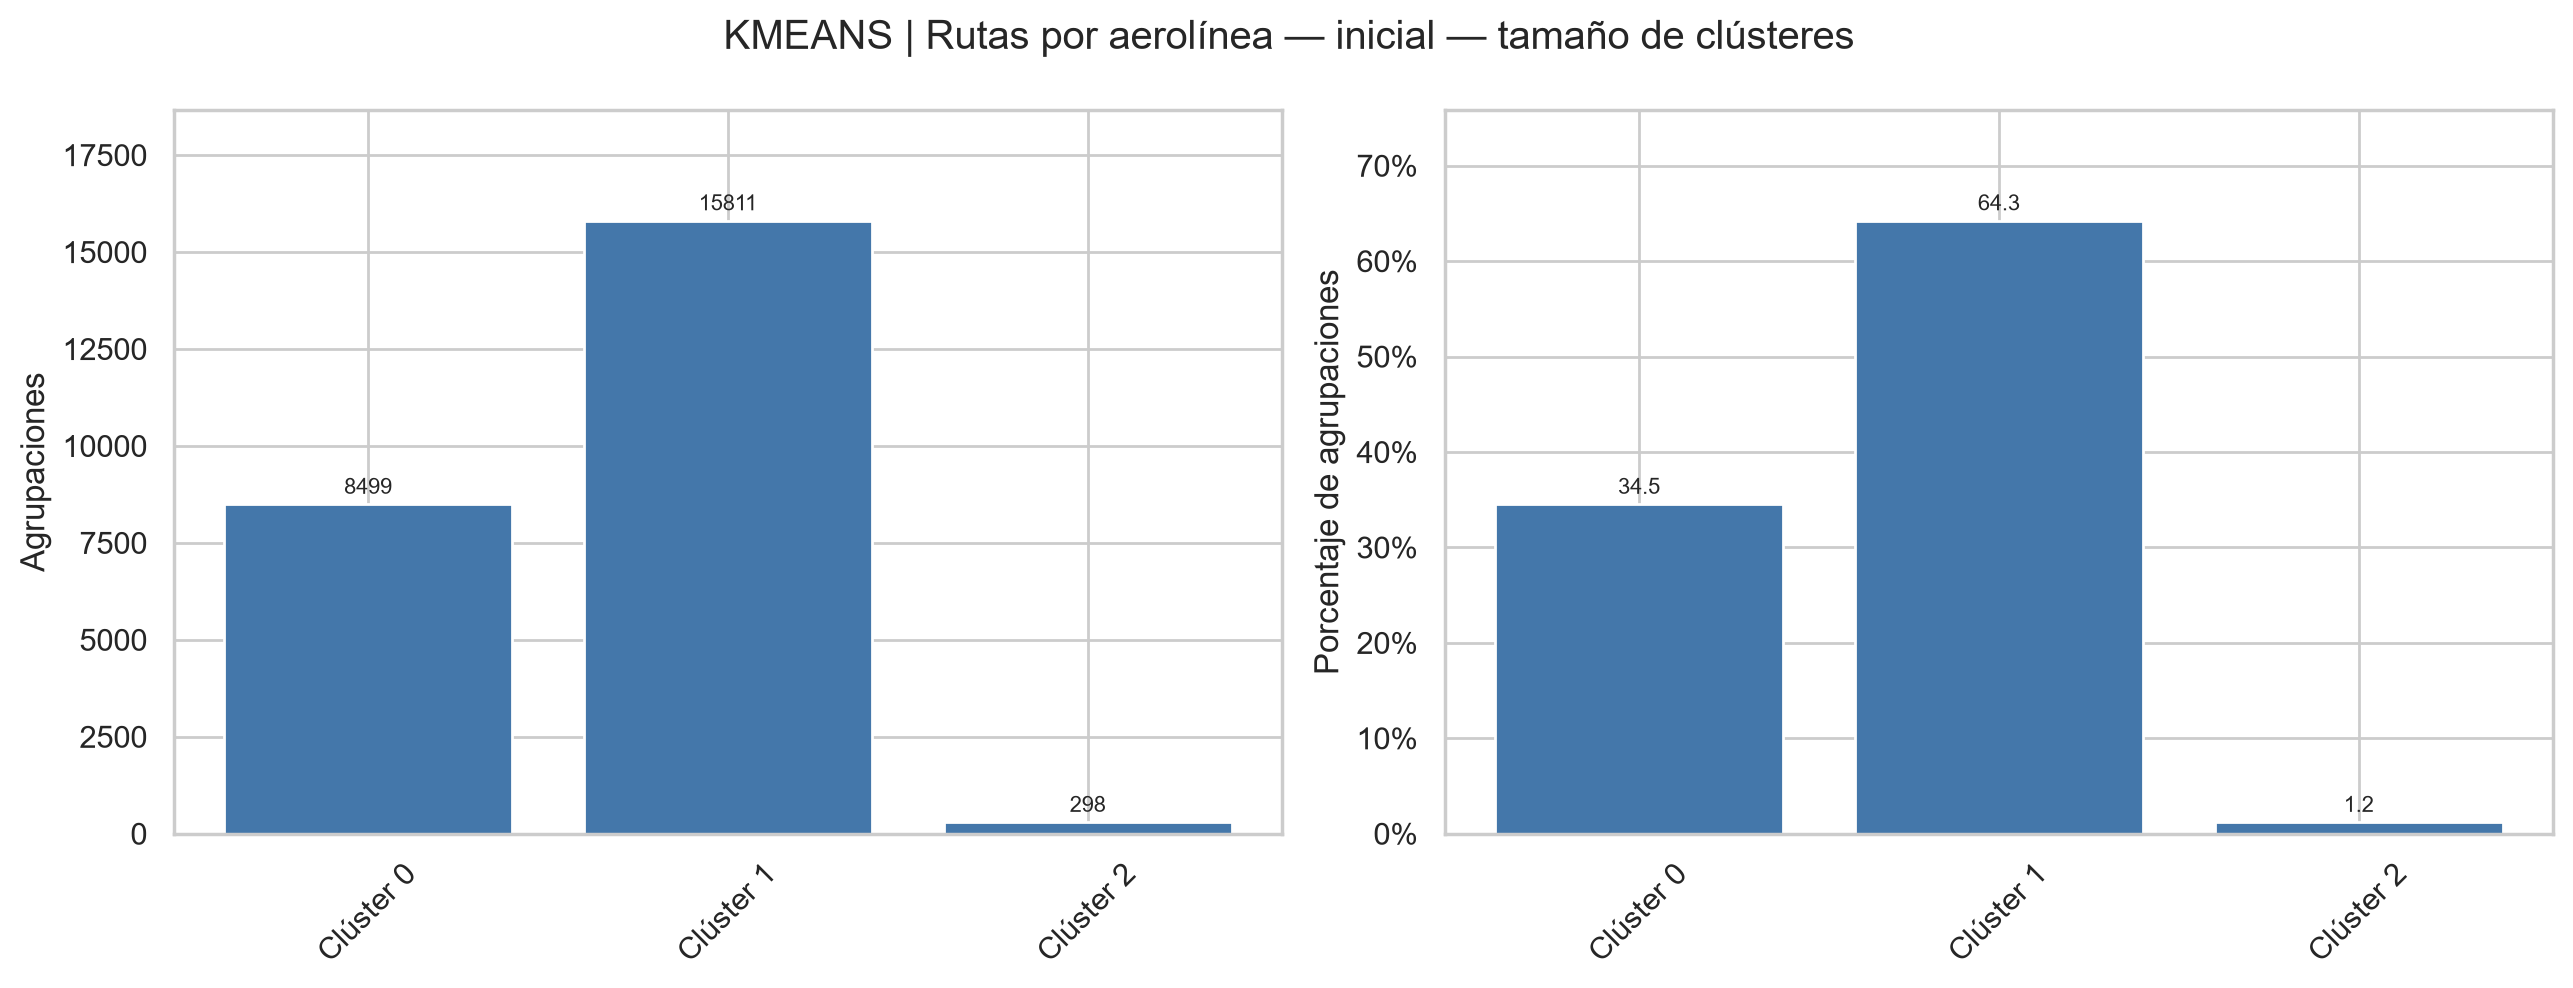 KMEANS | Rutas por aerolínea — inicial — tamaño de clústeres
Agrupaciones
17500
15000
12500
10000
7500
5000
2500
0
8499
15811
298
Clúster 0
Clúster 1
Clúster 2
Porcentaje de agrupaciones
70%
60%
50%
40%
30%
20%
10%
0%
34.5
64.3
1.2
Clúster 0
Clúster 1
Clúster 2